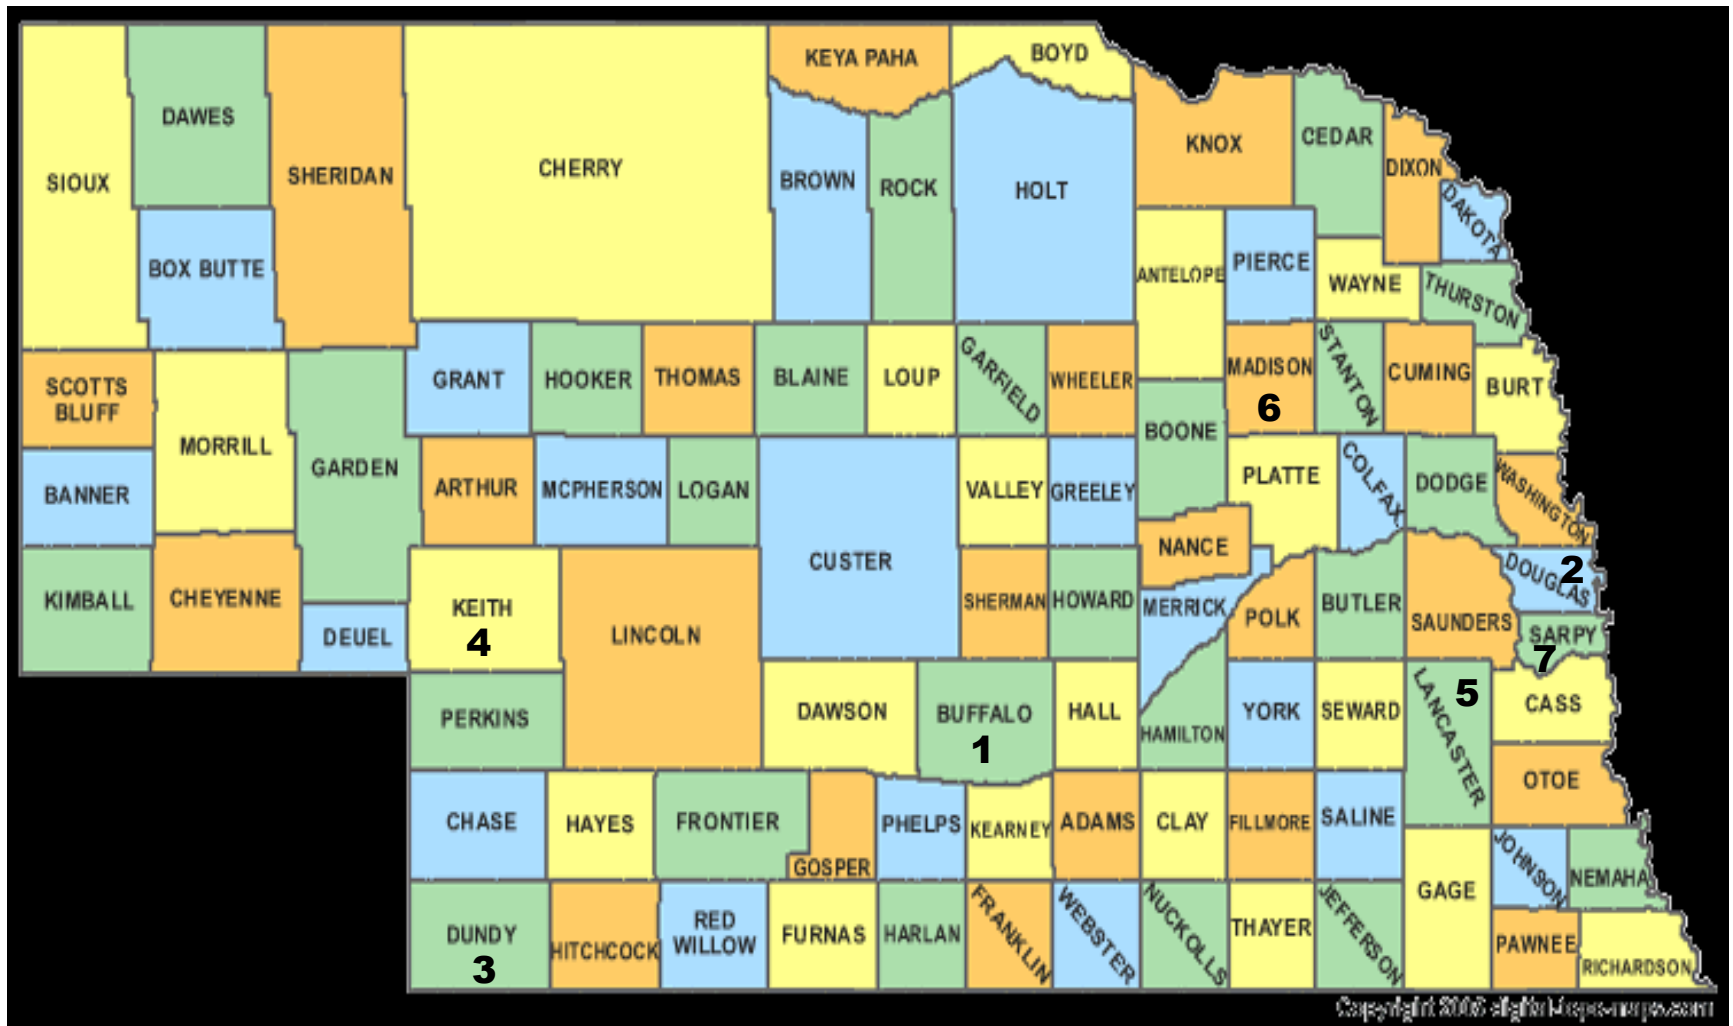 KEYA PAHA
BOYD
DAWES
SIOUX
SHERIDAN
CHERRY
BROWN
ROCK
HOLT
KNOX
CEDAR
DIXON
DAKOTA
BOX BUTTE
ANTELOPE
PIERCE
WAYNE
THURSTON
SCOTTS
BLUFF
GRANT
HOOKER
THOMAS
BLAINE
LOUP
GARFIELD
WHEELER
MADISON
6
STANTON
CUMING
BURT
MORRILL
GARDEN
BOONE
BANNER
ARTHUR
MCPHERSON
LOGAN
CUSTER
VALLEY
GREELEY
PLATTE
COLFAX
DODGE
WASHINGTON
NANCE
KIMBALL
CHEYENNE
DEUEL
KEITH
4
LINCOLN
SHERMAN
HOWARD
MERRICK
POLK
BUTLER
SAUNDERS
DOUGLAS
2
SARPY
7
PERKINS
DAWSON
BUFFALO
1
HALL
HAMILTON
YORK
SEWARD
LANCASTER
5
CASS
OTOE
CHASE
HAYES
FRONTIER
GOSPER
PHELPS
KEARNEY
ADAMS
CLAY
FILLMORE
SALINE
JOHNSON
NEMAHA
GAGE
DUNDY
3
HITCHCOCK
RED
WILLOW
FURNAS
HARLAN
FRANKLIN
WEBSTER
NUCKOLLS
THAYER
JEFFERSON
PAWNEE
RICHARDSON
Copyright